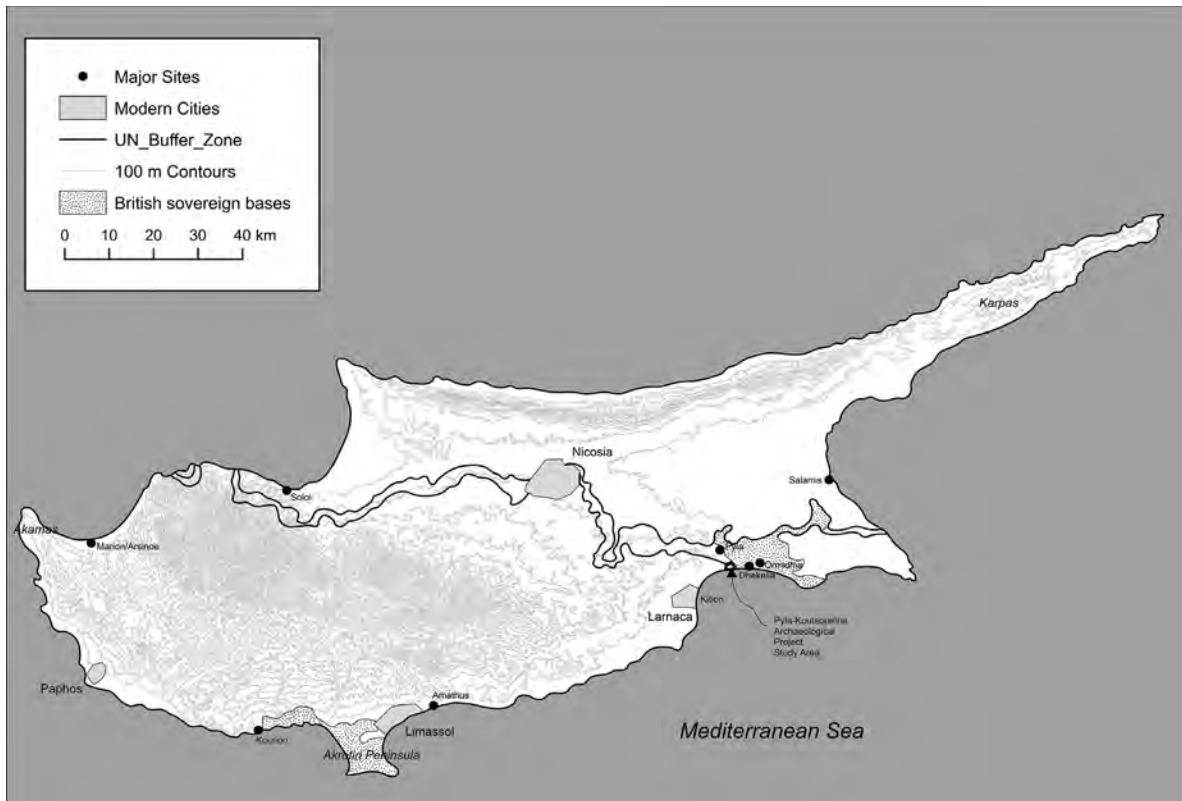 Major Sites
Modern Cities
UN_Buffer_Zone
100 m Contours
British sovereign bases
0 10 20 30 40 km
Karpas
Nicosia
Soloi
Salamis
Akamas
Marion/Arsinoe
Pyla
Ormidhia
Dhekelia
Kition
Larnaca
Pyla-Koutsopetria
Archaeological
Project
Study Area
Paphos
Amathus
Mediterranean Sea
Kourion
Limassol
Akrotiri Peninsula